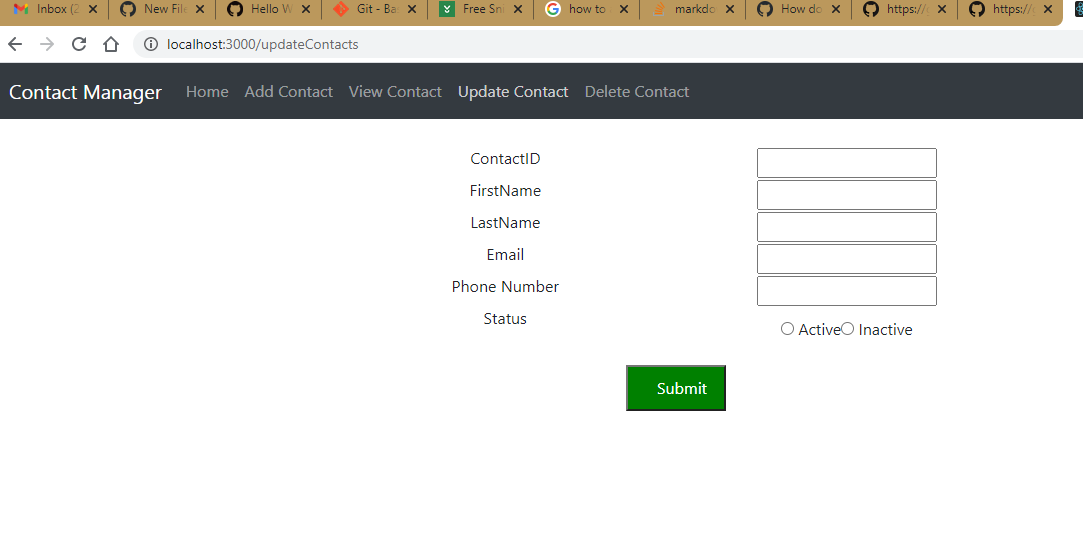 Inbox (2 New File Hello W Git - Ba Free Sni how to markdo How do https://g https://
localhost:3000/updateContacts
Contact Manager Home Add Contact View Contact Update Contact Delete Contact
ContactID
FirstName
LastName
Email
Phone Number
Status Active Inactive
Submit